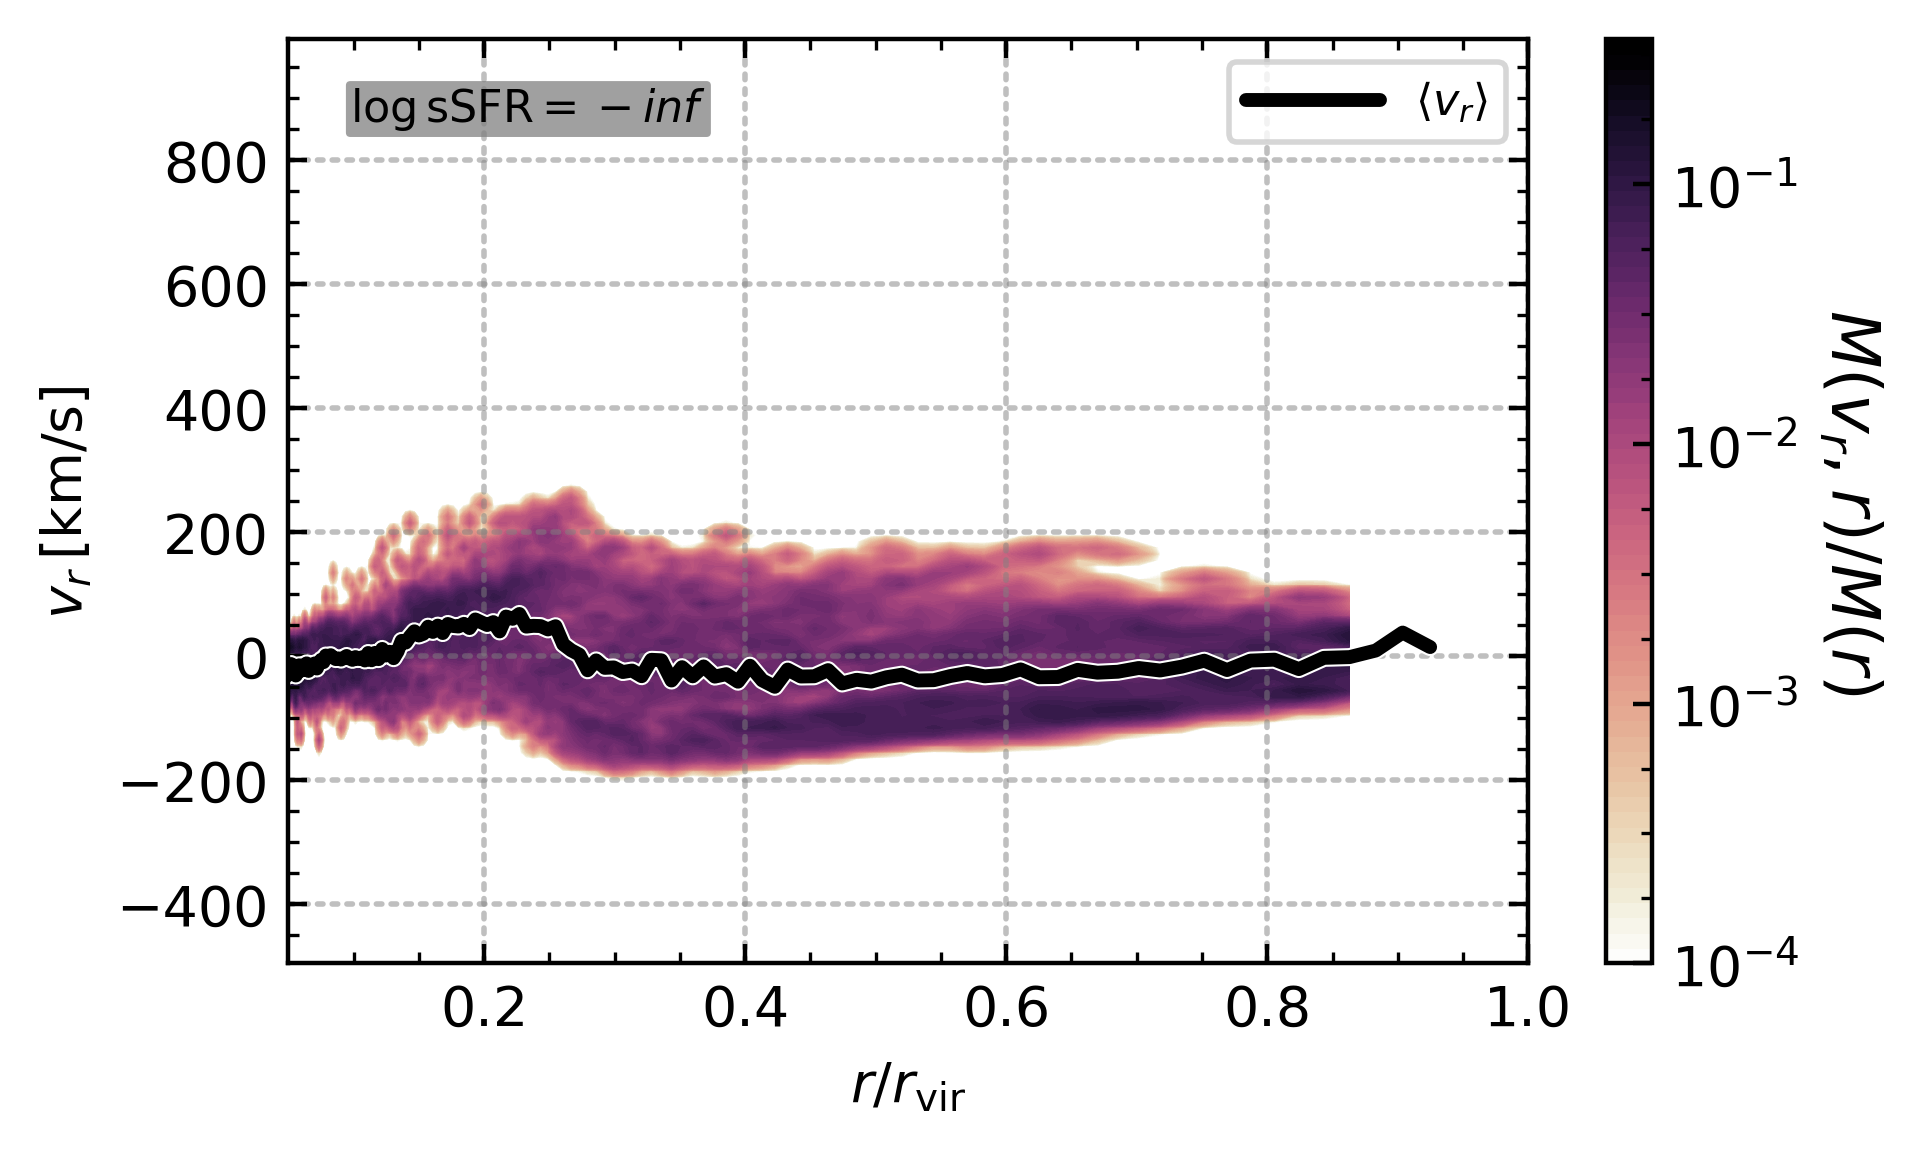 log sSFR = −inf
⟨v_r⟩
800
600
400
200
0
−200
−400
v_r [km/s]
0.2 0.4 0.6 0.8 1.0
r/r_vir
10⁻¹
10⁻²
10⁻³
10⁻⁴
M(v_r, r)/M(r)